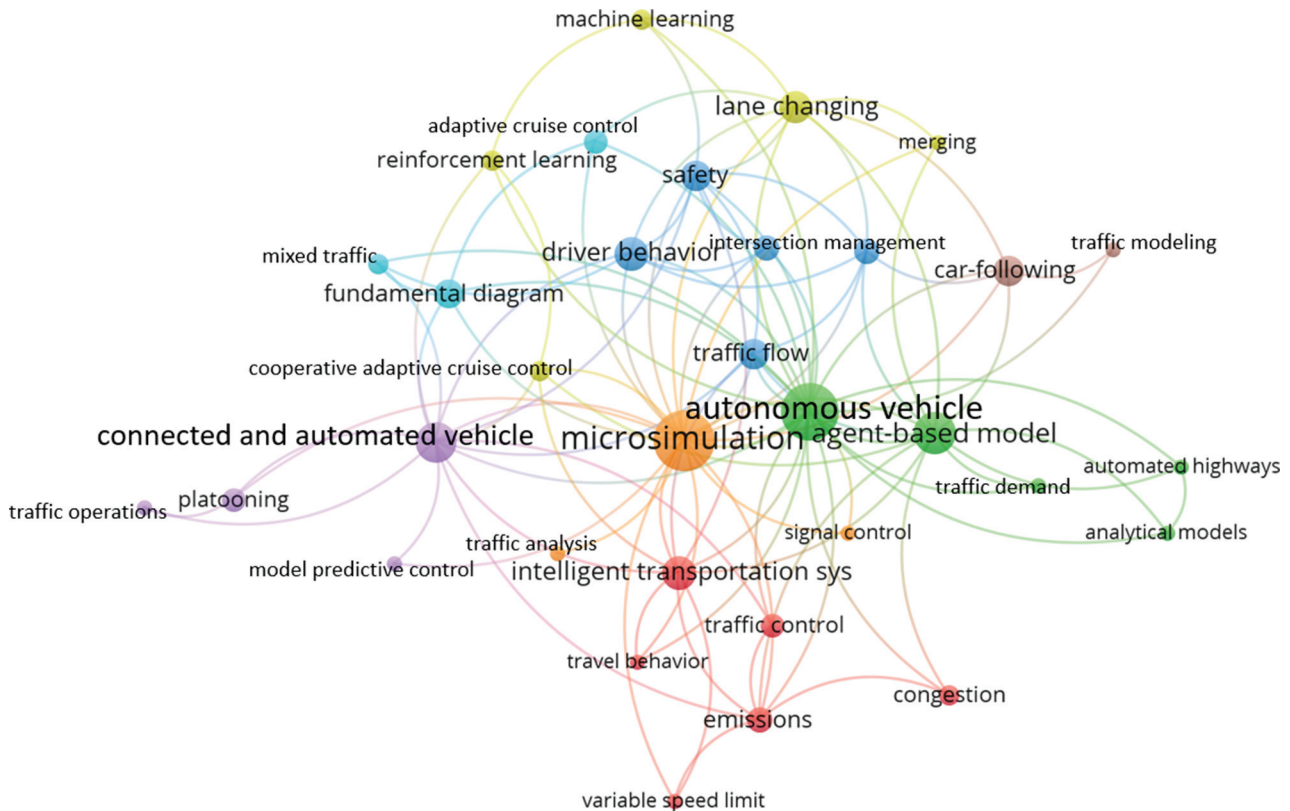 machine learning
lane changing
adaptive cruise control
merging
reinforcement learning
safety
driver behavior
intersection management
traffic modeling
mixed traffic
car-following
fundamental diagram
traffic flow
cooperative adaptive cruise control
autonomous vehicle
connected and automated vehicle
microsimulation
agent-based model
automated highways
traffic demand
platooning
traffic operations
signal control
analytical models
traffic analysis
model predictive control
intelligent transportation sys
traffic control
travel behavior
congestion
emissions
variable speed limit